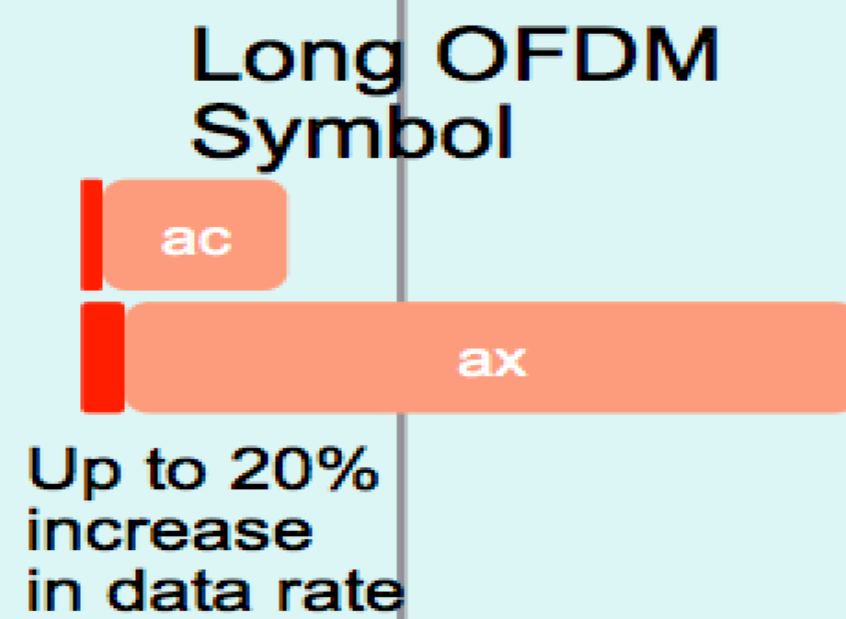 Long OFDM
Symbol
ac
ax
Up to 20%
increase
in data rate